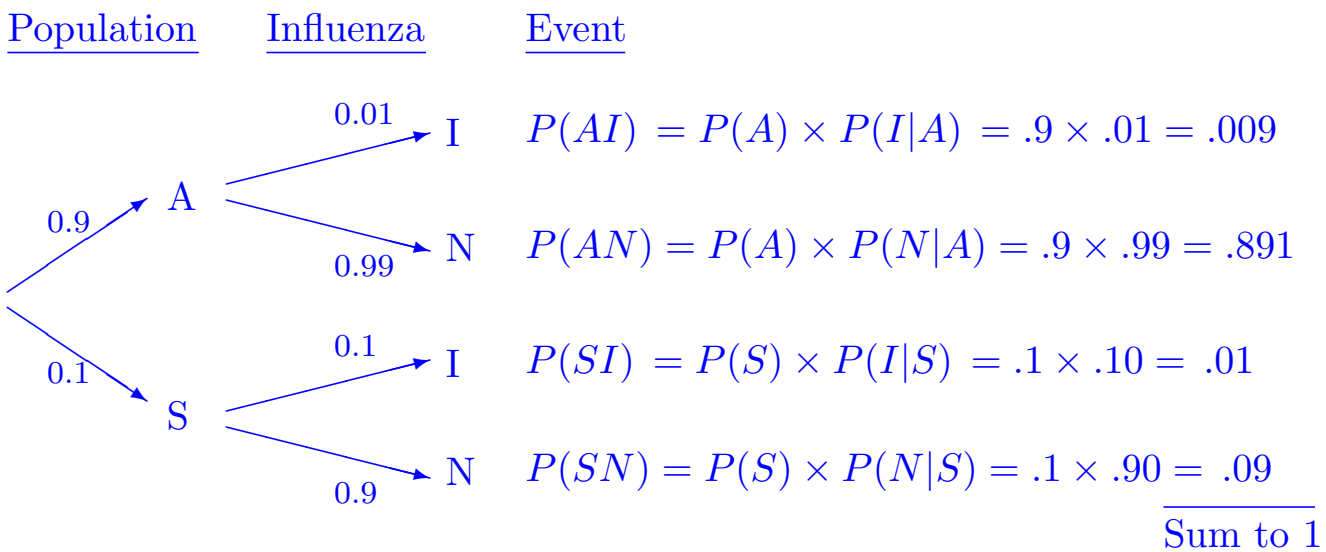 Population Influenza Event
0.01
I P(AI) = P(A) × P(I|A) = .9 × .01 = .009
A
0.9
N P(AN) = P(A) × P(N|A) = .9 × .99 = .891
0.99
0.1
I P(SI) = P(S) × P(I|S) = .1 × .10 = .01
0.1
S
N P(SN) = P(S) × P(N|S) = .1 × .90 = .09
0.9
Sum to 1